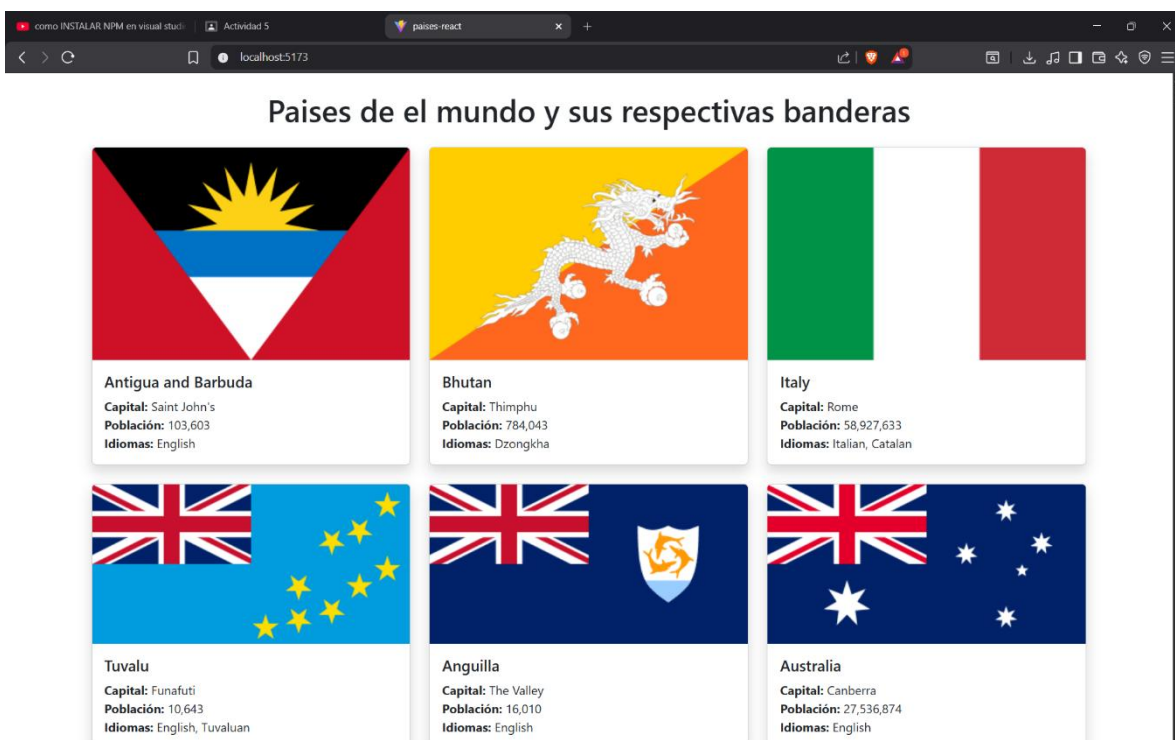 como INSTALAR NPM en visual studi
Actividad 5
paises-react
localhost:5173
Paises de el mundo y sus respectivas banderas
Antigua and Barbuda
Capital: Saint John's
Población: 103,603
Idiomas: English
Bhutan
Capital: Thimphu
Población: 784,043
Idiomas: Dzongkha
Italy
Capital: Rome
Población: 58,927,633
Idiomas: Italian, Catalan
Tuvalu
Capital: Funafuti
Población: 10,643
Idiomas: English, Tuvaluan
Anguilla
Capital: The Valley
Población: 16,010
Idiomas: English
Australia
Capital: Canberra
Población: 27,536,874
Idiomas: English